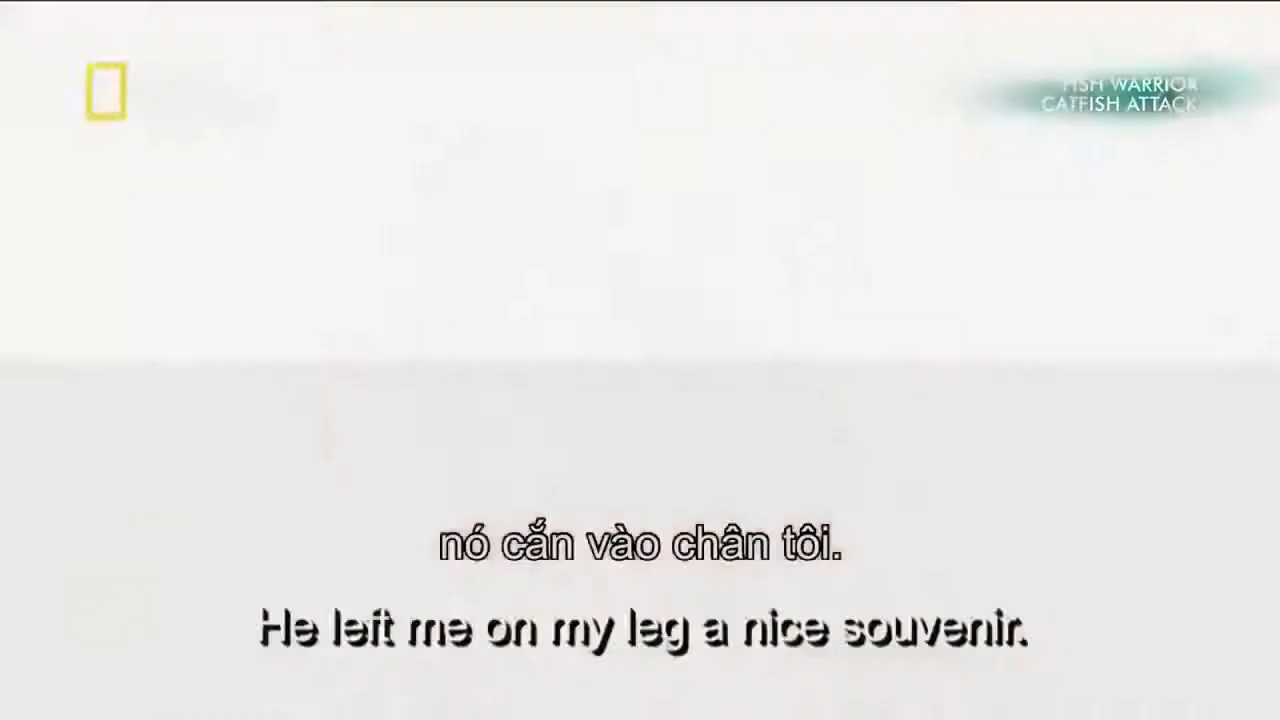 FISH WARRIOR
CATFISH ATTACK
nó cắn vào chân tôi.
He left me on my leg a nice souvenir.